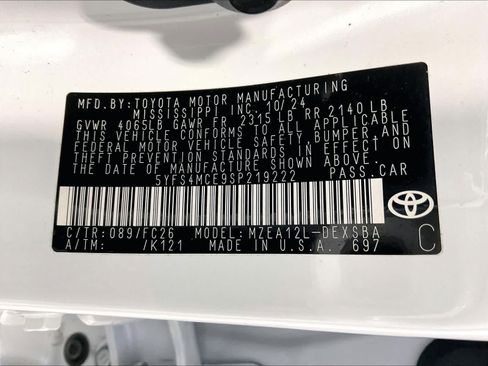 MFD.BY:TOYOTA MOTOR MANUFACTURING
MISSISSIPPI INC. 10/24
GVWR 4065LB GAWR FR 2315 LB RR 2140 LB
THIS VEHICLE CONFORMS TO ALL APPLICABLE
FEDERAL MOTOR VEHICLE SAFETY, BUMPER, AND
THEFT PREVENTION STANDARDS IN EFFECT ON
THE DATE OF MANUFACTURE SHOWN ABOVE.
5YFS4MCE9SP219222 PASS.CAR
C/TR:089/FC26 MODEL:MZEA12L-DEXSBA
A/TM: /K121 MADE IN U.S.A. 697
C